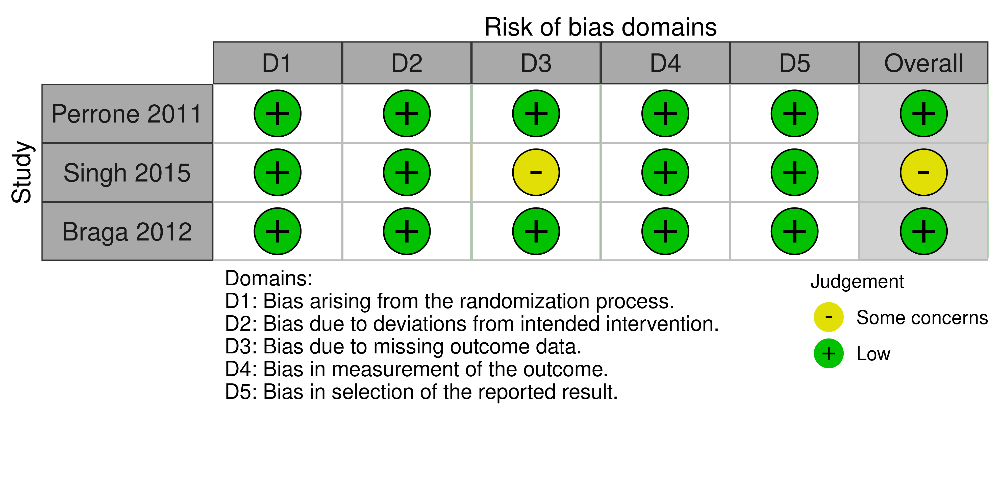 Risk of bias domains
D1 D2 D3 D4 D5 Overall
Study
Perrone 2011 + + + + + +
Singh 2015 + + - + + -
Braga 2012 + + + + + +
Domains:
D1: Bias arising from the randomization process.
D2: Bias due to deviations from intended intervention.
D3: Bias due to missing outcome data.
D4: Bias in measurement of the outcome.
D5: Bias in selection of the reported result.
Judgement
- Some concerns
+ Low